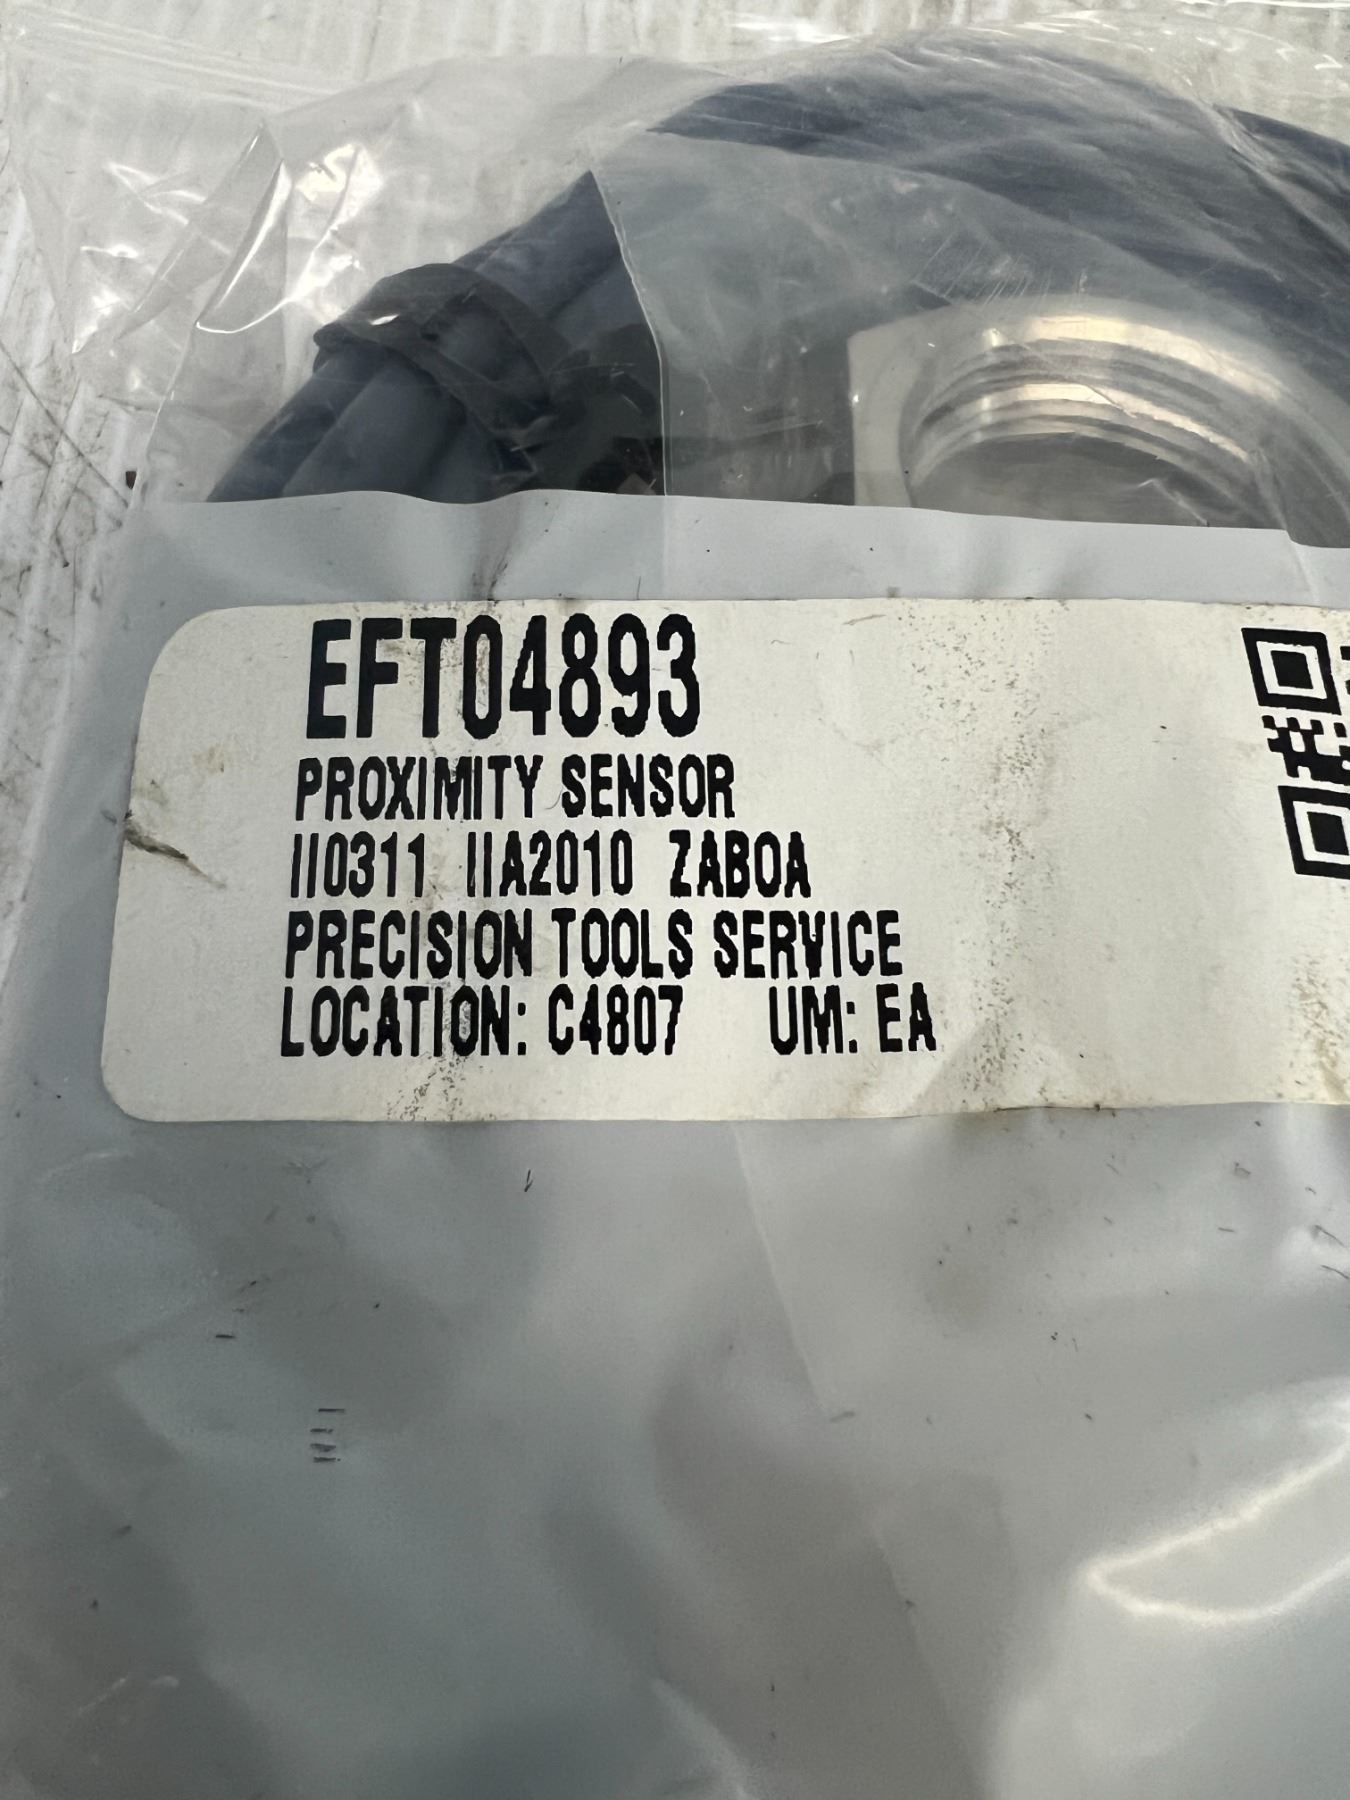 EFT04893
PROXIMITY SENSOR
II0311 IIA2010 ZABOA
PRECISION TOOLS SERVICE
LOCATION: C4807 UM: EA